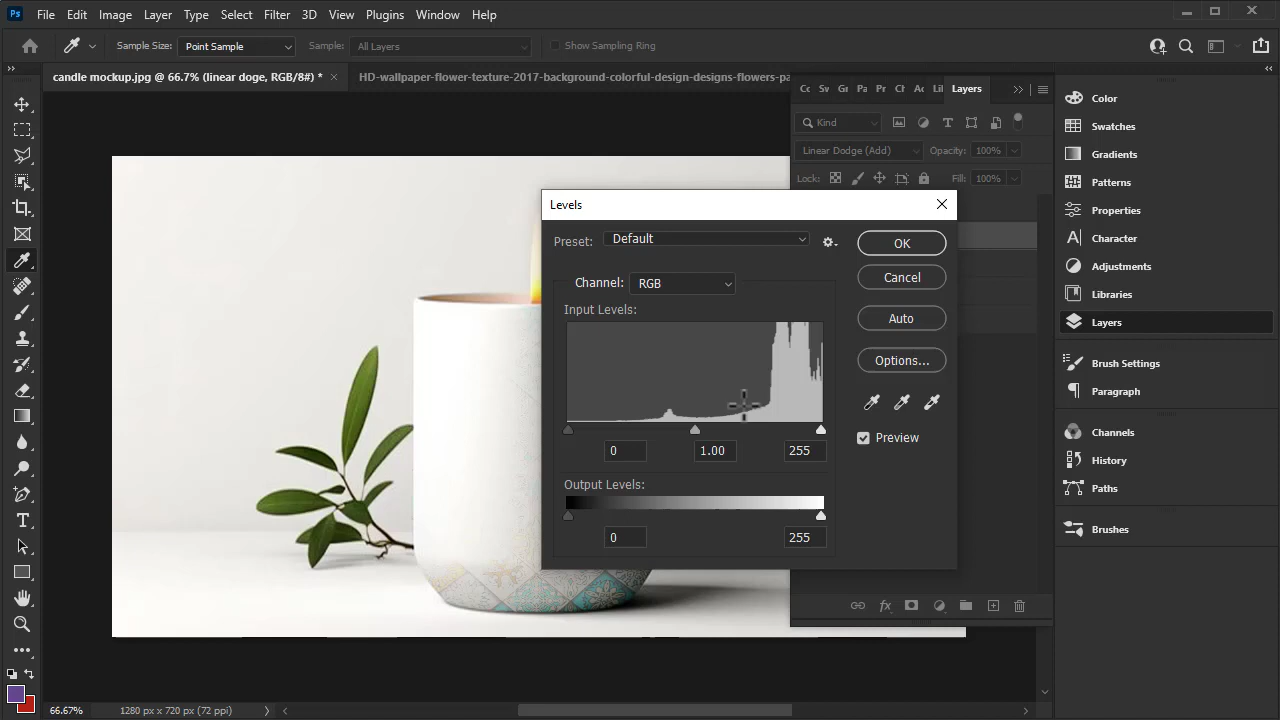 Ps File Edit Image Layer Type Select Filter 3D View Plugins Window Help
Sample Size: Point Sample Sample: All Layers Show Sampling Ring
candle mockup.jpg @ 66.7% (linear doge, RGB/8#) * × HD-wallpaper-flower-texture-2017-background-colorful-design-designs-flowers-pa
Cc Sv Gr Pa Pr Cl Ac Lil Layers
Kind
Linear Dodge (Add) Opacity: 100%
Lock: Fill: 100%
Color
Swatches
Gradients
Patterns
Properties
Character
Adjustments
Libraries
Layers
Brush Settings
Paragraph
Channels
History
Paths
Brushes
Levels
Preset: Default
OK
Channel: RGB
Cancel
Input Levels:
Auto
Options...
Preview
0 1.00 255
Output Levels:
0 255
66.67% 1280 px x 720 px (72 ppi)